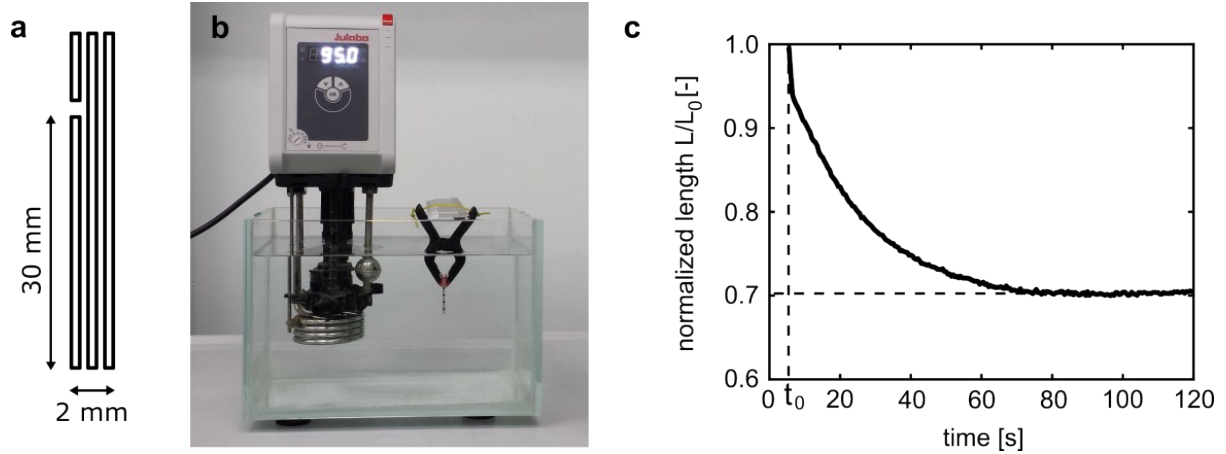 a
30 mm
2 mm
b
Julabo
95.0
OK
c
normalized length L/L₀ [-]
1.0
0.9
0.8
0.7
0.6
0 t₀ 20 40 60 80 100 120
time [s]